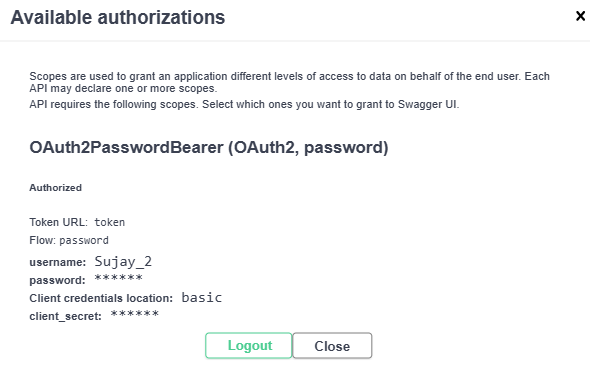 Available authorizations
Scopes are used to grant an application different levels of access to data on behalf of the end user. Each
API may declare one or more scopes.
API requires the following scopes. Select which ones you want to grant to Swagger UI.
OAuth2PasswordBearer (OAuth2, password)
Authorized
Token URL: token
Flow: password
username: Sujay_2
password: ******
Client credentials location: basic
client_secret: ******
Logout Close